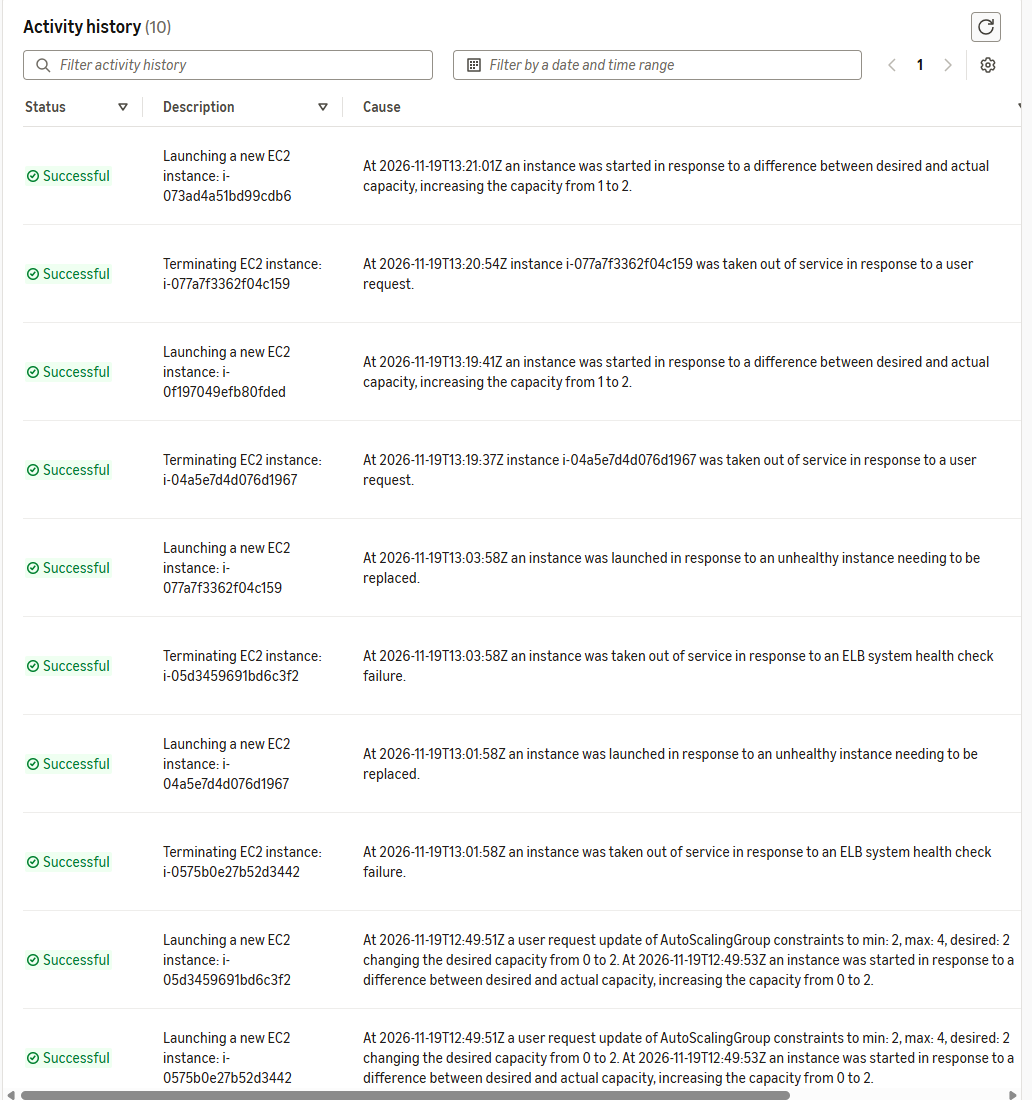 Activity history (10)
Filter activity history
Filter by a date and time range
1
Status
Description
Cause
Successful
Launching a new EC2
instance: i-
073ad4a51bd99cdb6
At 2026-11-19T13:21:01Z an instance was started in response to a difference between desired and actual
capacity, increasing the capacity from 1 to 2.
Successful
Terminating EC2 instance:
i-077a7f3362f04c159
At 2026-11-19T13:20:54Z instance i-077a7f3362f04c159 was taken out of service in response to a user
request.
Successful
Launching a new EC2
instance: i-
0f197049efb80fded
At 2026-11-19T13:19:41Z an instance was started in response to a difference between desired and actual
capacity, increasing the capacity from 1 to 2.
Successful
Terminating EC2 instance:
i-04a5e7d4d076d1967
At 2026-11-19T13:19:37Z instance i-04a5e7d4d076d1967 was taken out of service in response to a user
request.
Successful
Launching a new EC2
instance: i-
077a7f3362f04c159
At 2026-11-19T13:03:58Z an instance was launched in response to an unhealthy instance needing to be
replaced.
Successful
Terminating EC2 instance:
i-05d3459691bd6c3f2
At 2026-11-19T13:03:58Z an instance was taken out of service in response to an ELB system health check
failure.
Successful
Launching a new EC2
instance: i-
04a5e7d4d076d1967
At 2026-11-19T13:01:58Z an instance was launched in response to an unhealthy instance needing to be
replaced.
Successful
Terminating EC2 instance:
i-0575b0e27b52d3442
At 2026-11-19T13:01:58Z an instance was taken out of service in response to an ELB system health check
failure.
Successful
Launching a new EC2
instance: i-
05d3459691bd6c3f2
At 2026-11-19T12:49:51Z a user request update of AutoScalingGroup constraints to min: 2, max: 4, desired: 2
changing the desired capacity from 0 to 2. At 2026-11-19T12:49:53Z an instance was started in response to a
difference between desired and actual capacity, increasing the capacity from 0 to 2.
Successful
Launching a new EC2
instance: i-
0575b0e27b52d3442
At 2026-11-19T12:49:51Z a user request update of AutoScalingGroup constraints to min: 2, max: 4, desired: 2
changing the desired capacity from 0 to 2. At 2026-11-19T12:49:53Z an instance was started in response to a
difference between desired and actual capacity, increasing the capacity from 0 to 2.